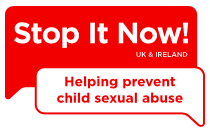 Stop It Now!
UK & IRELAND
Helping prevent
child sexual abuse